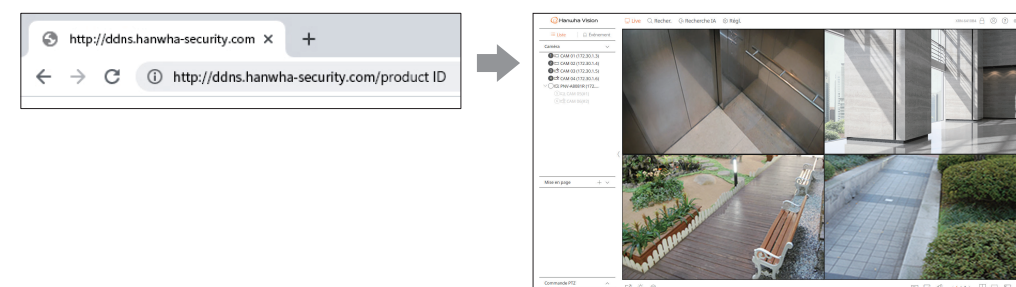 http://ddns.hanwha-security.com
http://ddns.hanwha-security.com/product ID
Hanwha Vision
Live Recher. Recherche IA Régl.
Liste Evénement
Caméra
CAM 01 (172.30.1.3)
CAM 02 (172.30.1.4)
CAM 03 (172.30.1.5)
CAM 04 (172.30.1.6)
Mise en page
Commande PTZ